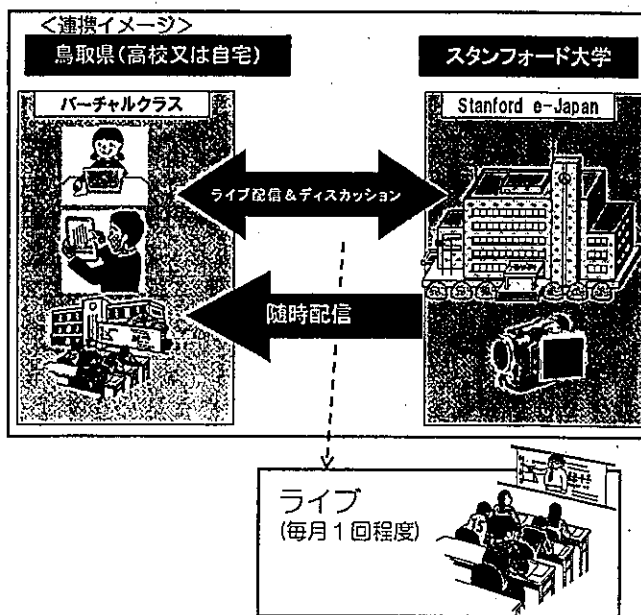 <連携イメージ>
鳥取県(高校又は自宅)
スタンフォード大学
バーチャルクラス
Stanford e-Japan
ライブ配信&ディスカッション
随時配信
ライブ
(毎月1回程度)